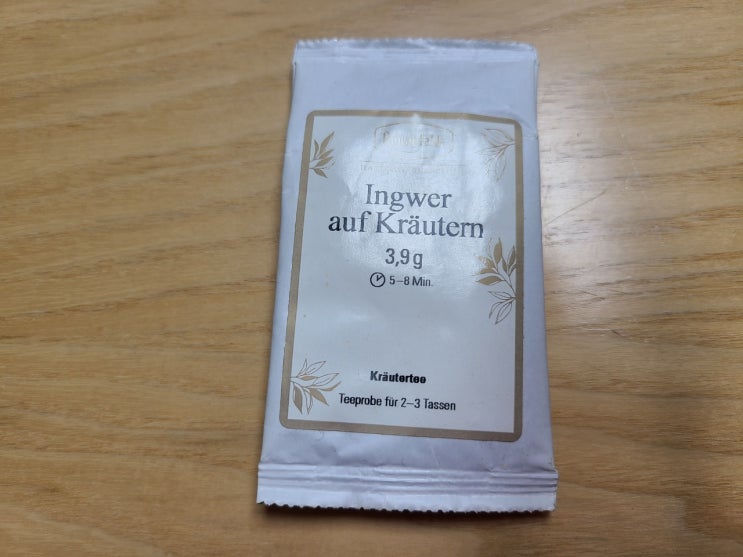 Ingwer
auf Kräutern
3,9 g
5–8 Min.
Kräutertee
Teeprobe für 2–3 Tassen